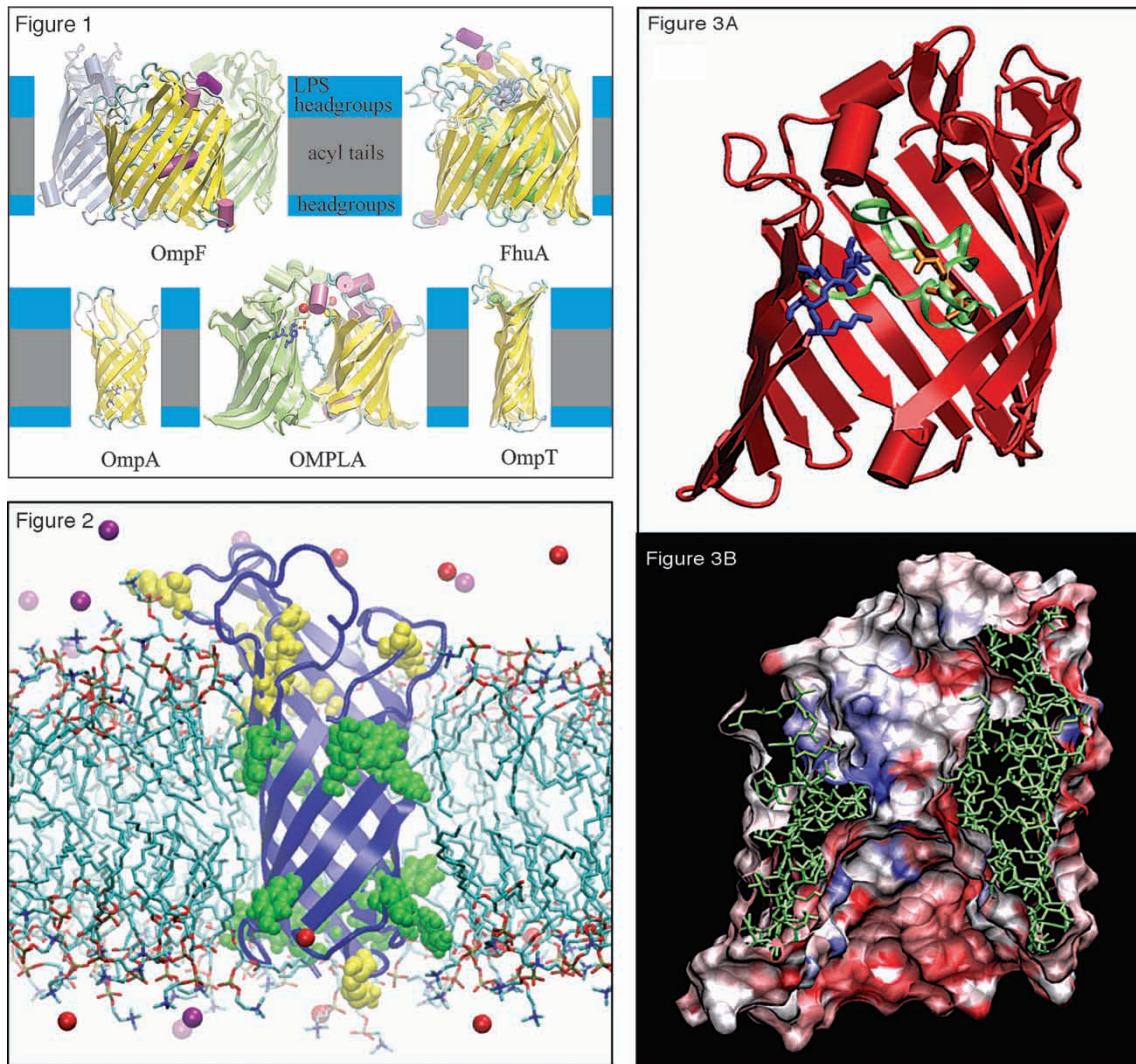 Figure 1
LPS
headgroups
acyl tails
headgroups
OmpF
FhuA
OmpA
OMPLA
OmpT
Figure 2
Figure 3A
Figure 3B